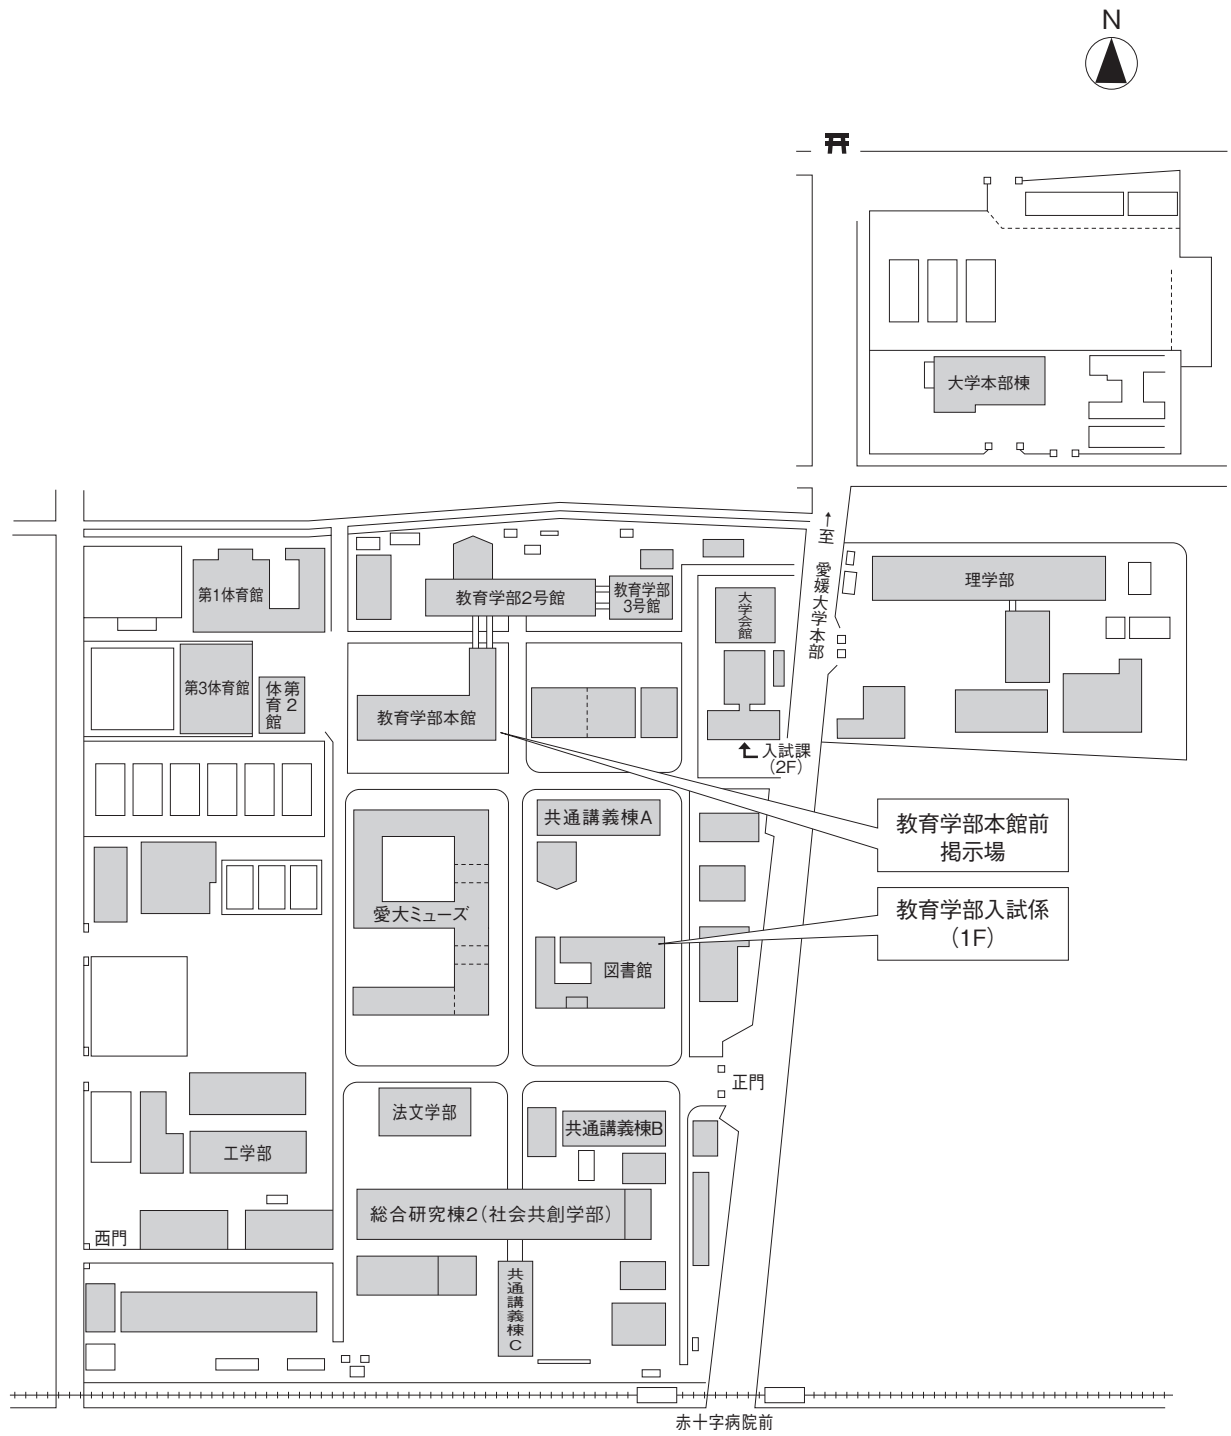 N
大学本部棟
↑至 愛媛大学本部
第1体育館
教育学部2号館
教育学部
3号館
大学会館
理学部
第3体育館
第2
体育館
教育学部本館
入試課
(2F)
共通講義棟A
教育学部本館前
掲示場
愛大ミューズ
教育学部入試係
(1F)
図書館
正門
法文学部
共通講義棟B
工学部
総合研究棟2(社会共創学部)
西門
共通講義棟C
赤十字病院前